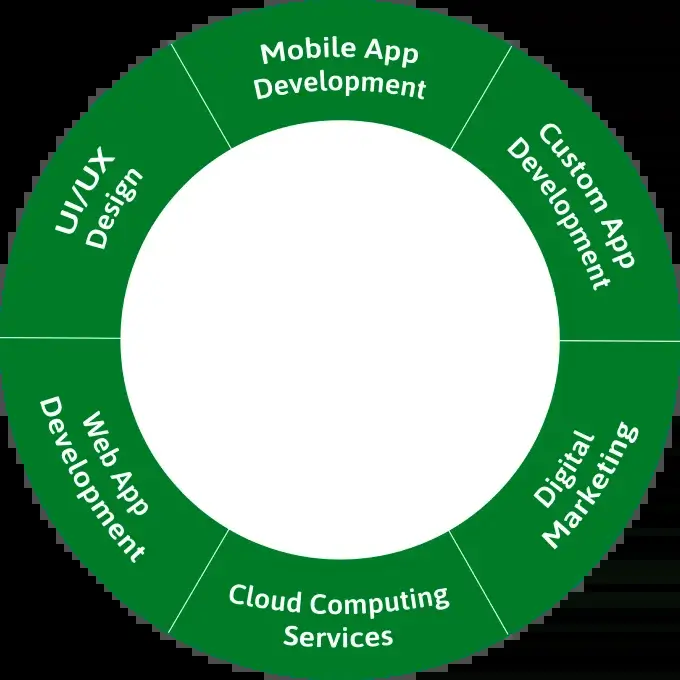 Mobile App
Development
Custom App
Development
Digital
Marketing
Cloud Computing
Services
Web App
Development
UI/UX
Design